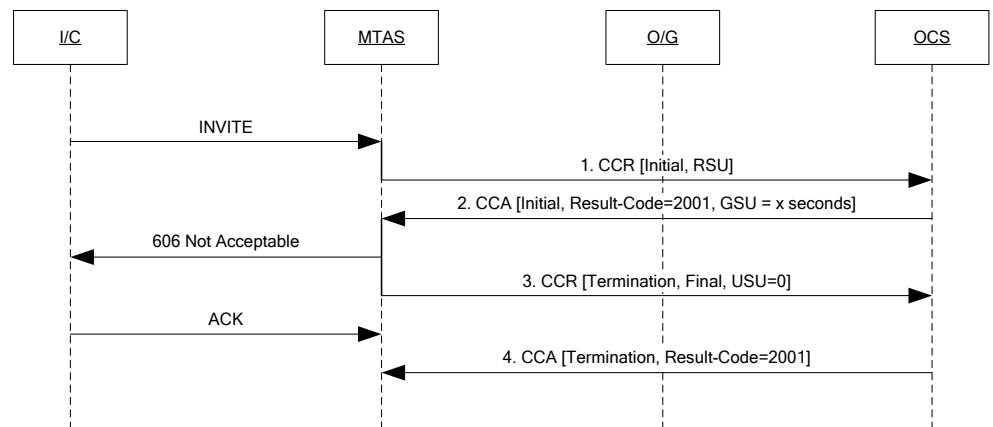 I/C
MTAS
O/G
OCS
INVITE
1. CCR [Initial, RSU]
2. CCA [Initial, Result-Code=2001, GSU = x seconds]
606 Not Acceptable
3. CCR [Termination, Final, USU=0]
ACK
4. CCA [Termination, Result-Code=2001]